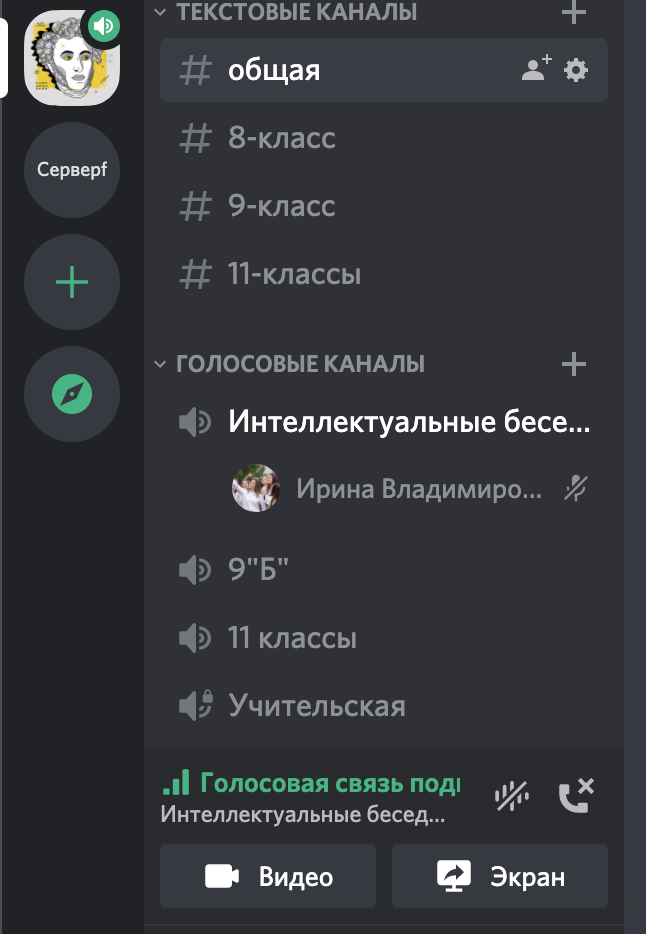 Серверf
ТЕКСТОВЫЕ КАНАЛЫ
общая
8-класс
9-класс
11-классы
ГОЛОСОВЫЕ КАНАЛЫ
Интеллектуальные бесе...
Ирина Владимиро...
9"Б"
11 классы
Учительская
Голосовая связь под
Интеллектуальные бесед...
Видео
Экран